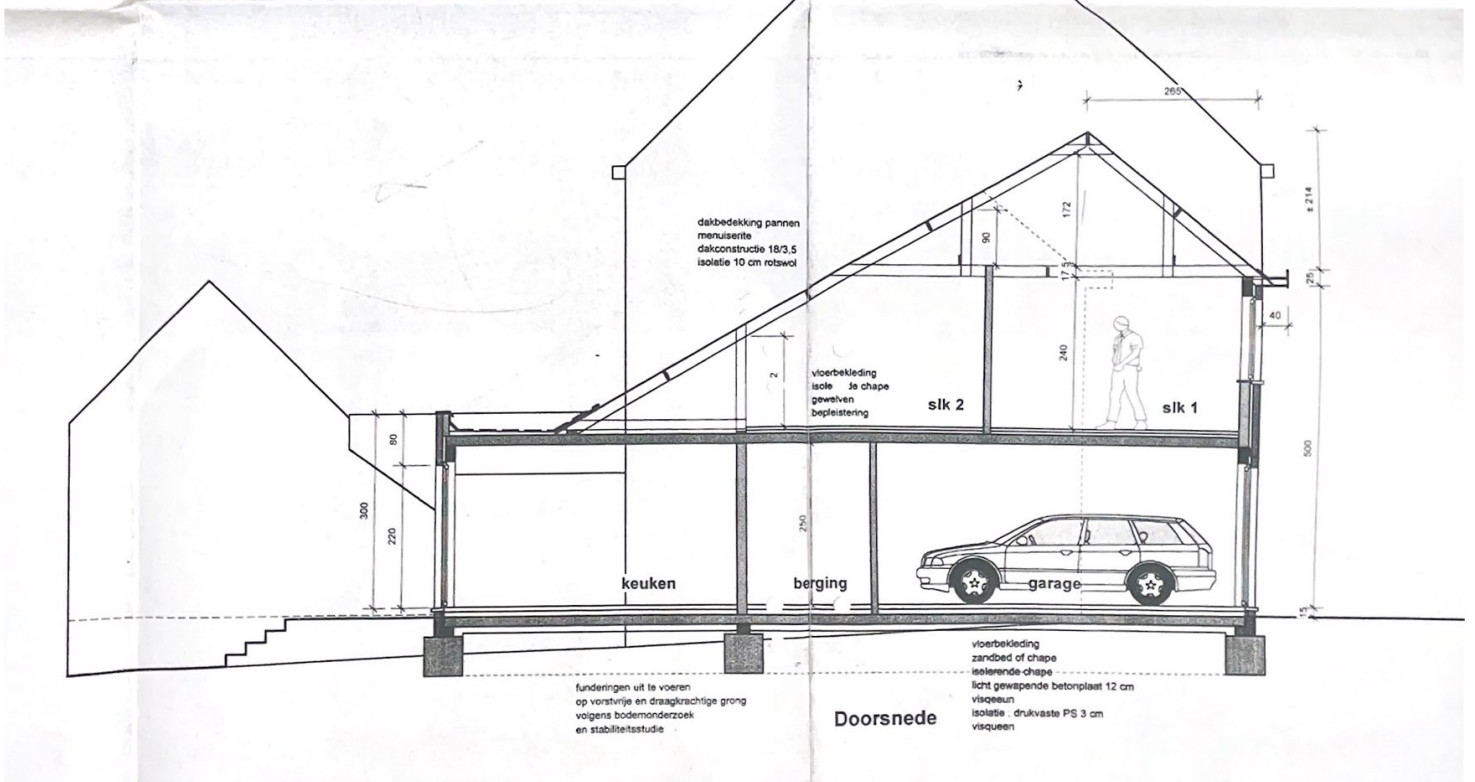 265
± 214
172
dakbedekking pannen
menuiserite
dakconstructie 18/3,5
isolatie 10 cm rotswol
90
25
40
240
2
vloerbekleding
isole de chape
gewelven
bepleistering
slk 2
slk 1
80
500
300
220
250
keuken
berging
garage
15
vloerbekleding
zandbed of chape
isolerende chape
licht gewapende betonplaat 12 cm
visqeeun
isolatie : drukvaste PS 3 cm
visqueen
funderingen uit te voeren
op vorstvrije en draagkrachtige grong
volgens bodemonderzoek
en stabiliteitsstudie
Doorsnede